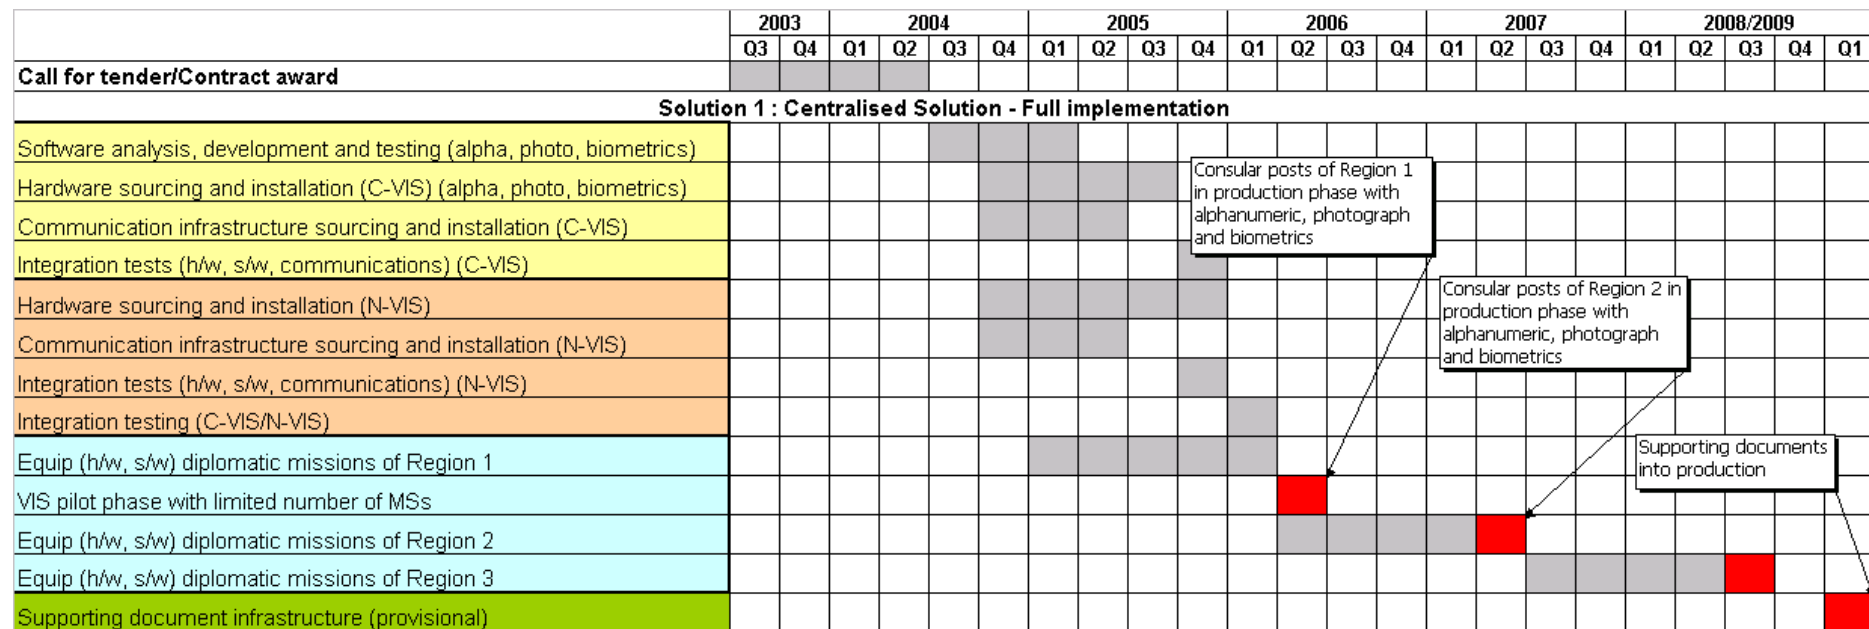 2003 2004 2005 2006 2007 2008/2009
Q3 Q4 Q1 Q2 Q3 Q4 Q1 Q2 Q3 Q4 Q1 Q2 Q3 Q4 Q1 Q2 Q3 Q4 Q1 Q2 Q3 Q4 Q1
Call for tender/Contract award
Solution 1 : Centralised Solution - Full implementation
Software analysis, development and testing (alpha, photo, biometrics)
Hardware sourcing and installation (C-VIS) (alpha, photo, biometrics)
Communication infrastructure sourcing and installation (C-VIS)
Integration tests (h/w, s/w, communications) (C-VIS)
Hardware sourcing and installation (N-VIS)
Communication infrastructure sourcing and installation (N-VIS)
Integration tests (h/w, s/w, communications) (N-VIS)
Integration testing (C-VIS/N-VIS)
Equip (h/w, s/w) diplomatic missions of Region 1
VIS pilot phase with limited number of MSs
Equip (h/w, s/w) diplomatic missions of Region 2
Equip (h/w, s/w) diplomatic missions of Region 3
Supporting document infrastructure (provisional)
Consular posts of Region 1
in production phase with
alphanumeric, photograph
and biometrics
Consular posts of Region 2 in
production phase with
alphanumeric, photograph
and biometrics
Supporting documents
into production